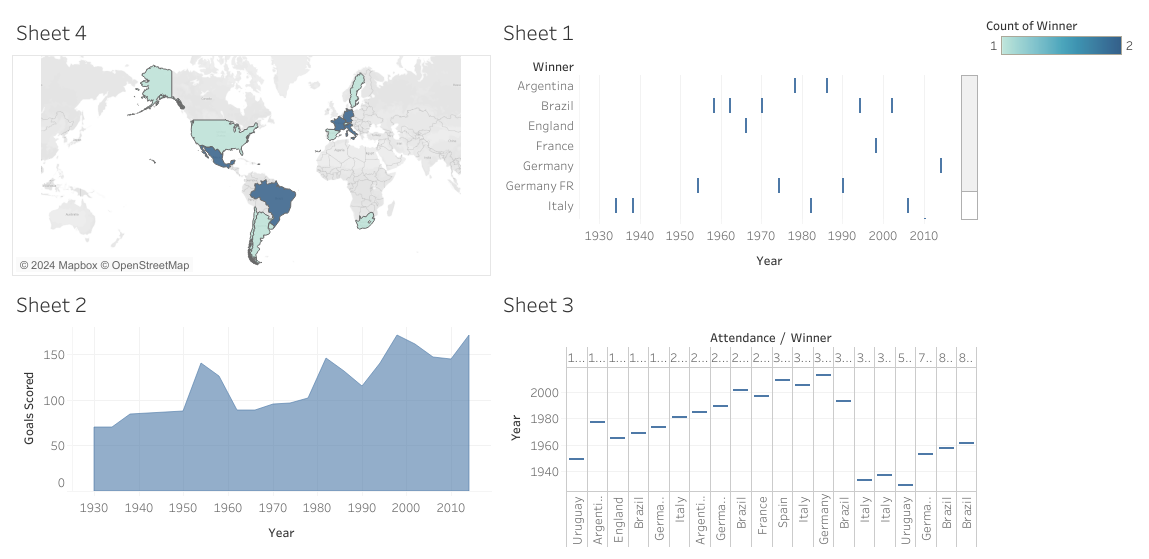 Sheet 4
Sheet 1
Count of Winner
1
2
© 2024 Mapbox © OpenStreetMap
Winner
Argentina
Brazil
England
France
Germany
Germany FR
Italy
1930 1940 1950 1960 1970 1980 1990 2000 2010
Year
Sheet 2
Goals Scored
150
100
50
0
1930 1940 1950 1960 1970 1980 1990 2000 2010
Year
Sheet 3
Attendance / Winner
1... 1... 1... 1... 1... 2... 2... 2... 2... 2... 3... 3... 3... 3... 3.. 3.. 5.. 7.. 8.. 8..
Year
2000
1980
1960
1940
Uruguay Argenti.. England Brazil Germa.. Italy Argenti.. Germa.. Brazil France Spain Italy Germany Brazil Italy Italy Uruguay Germa.. Brazil Brazil